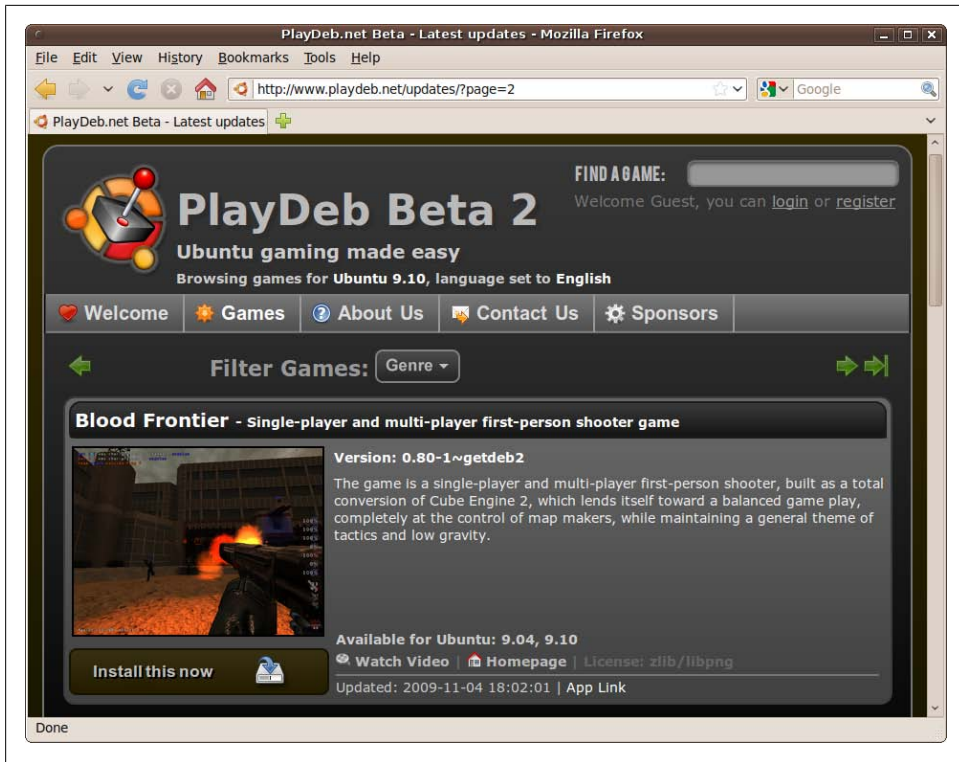 PlayDeb.net Beta - Latest updates - Mozilla Firefox
File Edit View History Bookmarks Tools Help
http://www.playdeb.net/updates/?page=2
Google
PlayDeb.net Beta - Latest updates
FIND A GAME:
PlayDeb Beta 2
Welcome Guest, you can login or register
Ubuntu gaming made easy
Browsing games for Ubuntu 9.10, language set to English
Welcome Games About Us Contact Us Sponsors
Filter Games: Genre
Blood Frontier - Single-player and multi-player first-person shooter game
Version: 0.80-1~getdeb2
The game is a single-player and multi-player first-person shooter, built as a total
conversion of Cube Engine 2, which lends itself toward a balanced game play,
completely at the control of map makers, while maintaining a general theme of
tactics and low gravity.
Available for Ubuntu: 9.04, 9.10
Watch Video | Homepage | License: zlib/libpng
Install this now
Updated: 2009-11-04 18:02:01 | App Link
Done